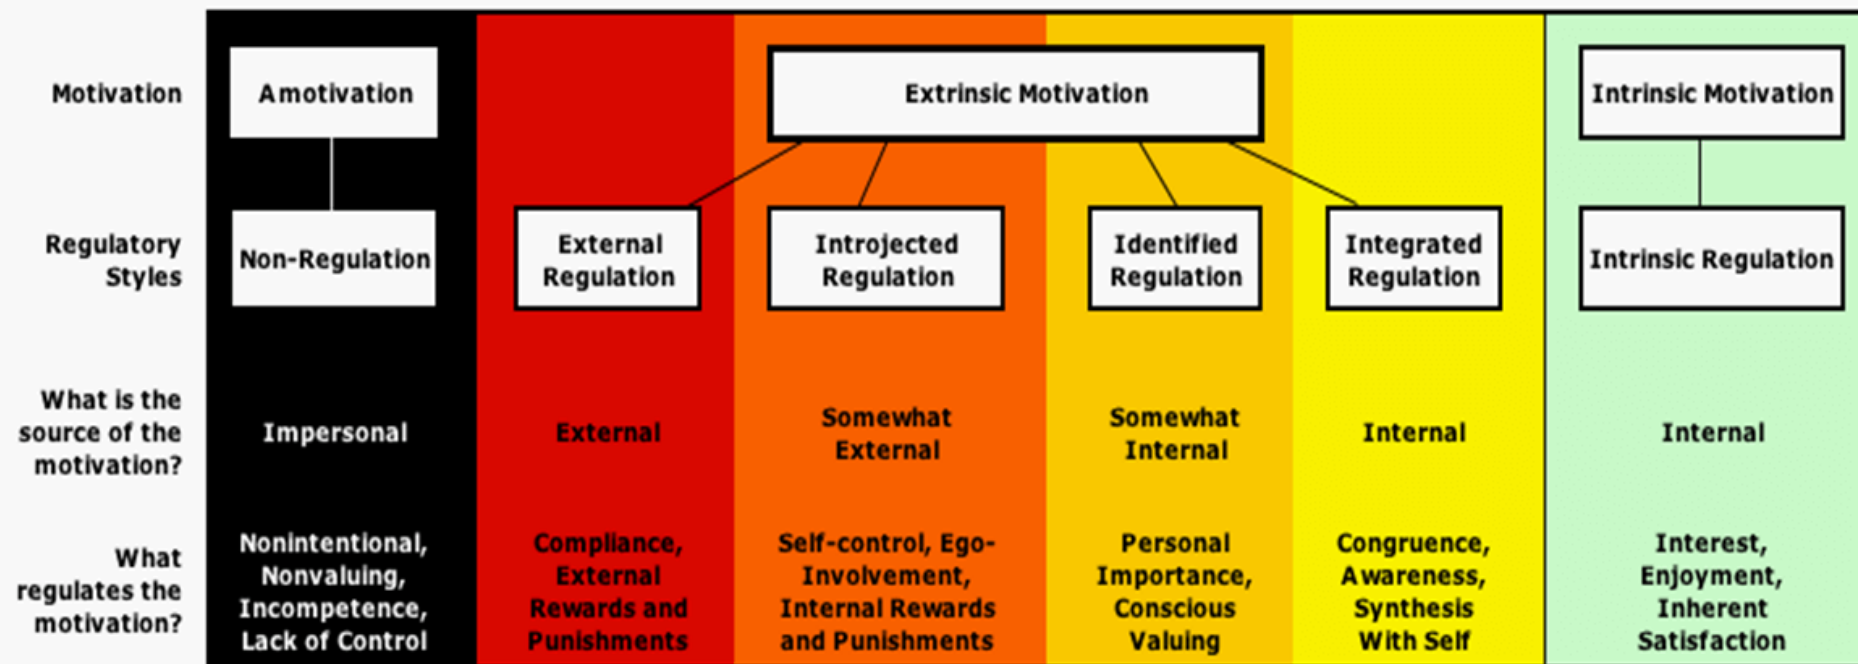 Motivation
Amotivation
Extrinsic Motivation
Intrinsic Motivation
Regulatory
Styles
Non-Regulation
External
Regulation
Introjected
Regulation
Identified
Regulation
Integrated
Regulation
Intrinsic Regulation
What is the
source of the
motivation?
Impersonal
External
Somewhat
External
Somewhat
Internal
Internal
Internal
What
regulates the
motivation?
Nonintentional,
Nonvaluing,
Incompetence,
Lack of Control
Compliance,
External
Rewards and
Punishments
Self-control, Ego-
Involvement,
Internal Rewards
and Punishments
Personal
Importance,
Conscious
Valuing
Congruence,
Awareness,
Synthesis
With Self
Interest,
Enjoyment,
Inherent
Satisfaction